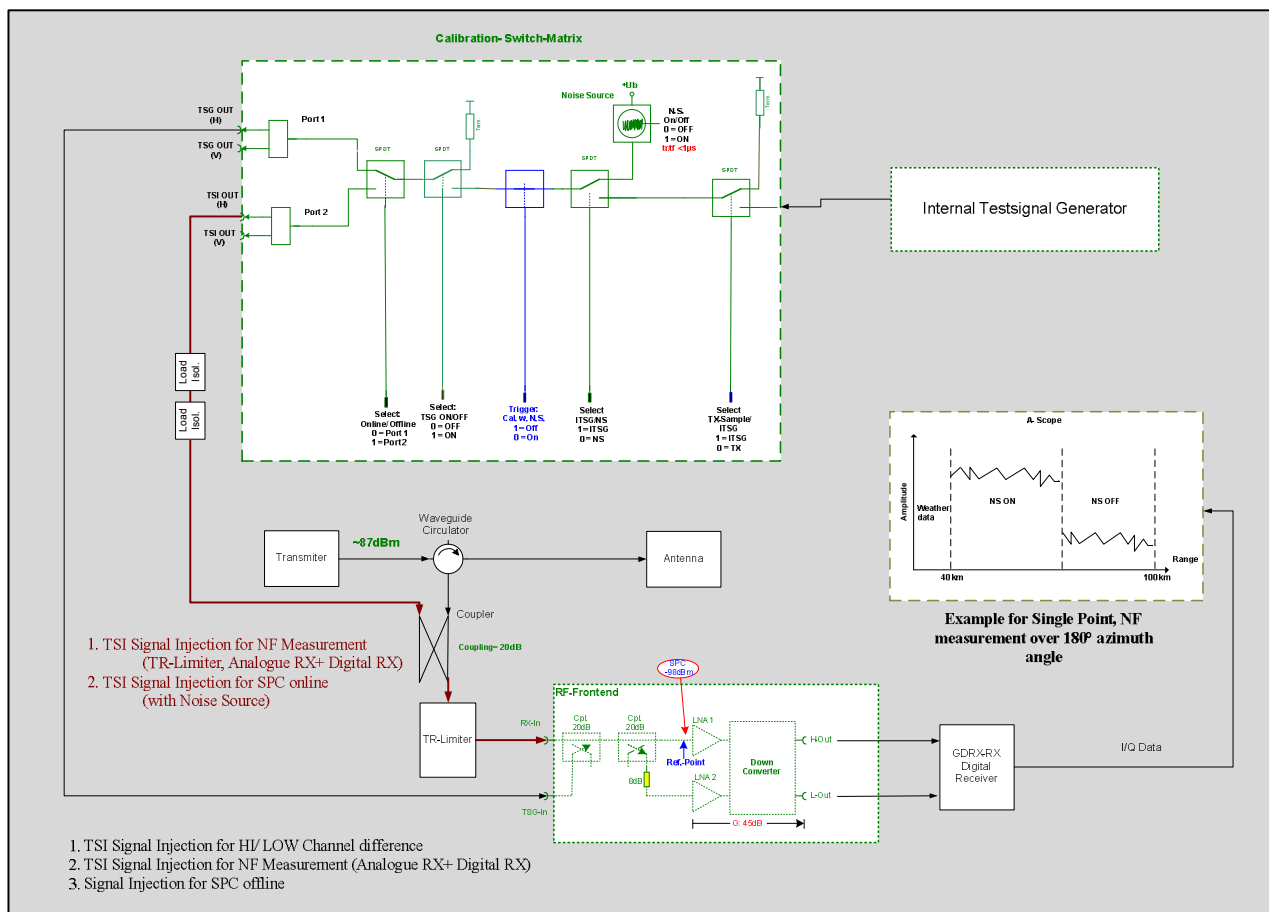 Calibration- Switch-Matrix
+Ub
Noise Source
N.S.
On/Off
0 = OFF
1 = ON
tr/tf <1µs
Term.
Term.
TSG OUT
(H)
TSG OUT
(V)
Port 1
SPDT
SPDT
SPDT
SPDT
TSI OUT
(H)
TSI OUT
(V)
Port 2
Internal Testsignal Generator
Load
Isol.
Load
Isol.
Select:
Online/Offline
0 = Port 1
1 = Port2
Select:
TSG ON/OFF
0 = OFF
1 = ON
Trigger:
Cal. w. N.S.
1 = Off
0 = On
Select
ITSG/NS
1 = ITSG
0 = NS
Select
TX-Sample/
ITSG
1 = ITSG
0 = TX
A- Scope
Amplitude
Weather
data
NS ON
NS OFF
Range
40 km
100 km
Example for Single Point, NF
measurement over 180° azimuth
angle
Waveguide
Circulator
Transmiter
~87dBm
Antenna
Coupler
Coupling= 20dB
1. TSI Signal Injection for NF Measurement
(TR-Limiter, Analogue RX+ Digital RX)
2. TSI Signal Injection for SPC online
(with Noise Source)
TR-Limiter
SPC
-98dBm
RF-Frontend
RX-In
Cpl.
20dB
Cpl.
20dB
LNA 1
Ref.-Point
8dB
LNA 2
Down
Converter
H-Out
L-Out
TSG-In
G: 45dB
GDRX-RX
Digital
Receiver
I/Q Data
1. TSI Signal Injection for HI/ LOW Channel difference
2. TSI Signal Injection for NF Measurement (Analogue RX+ Digital RX)
3. Signal Injection for SPC offline